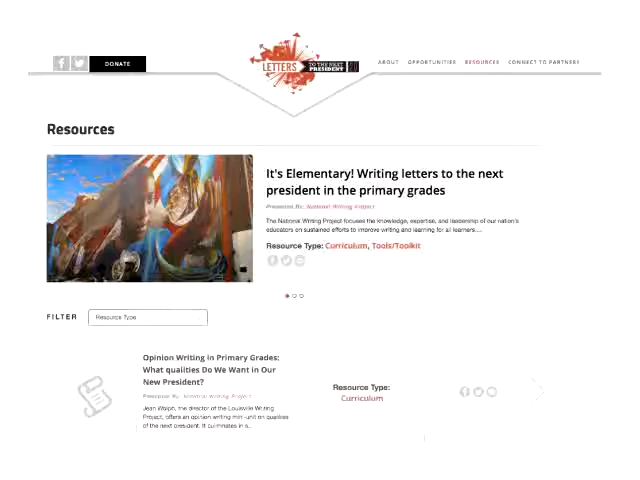 DONATE
LETTERS TO THE NEXT
PRESIDENT
ABOUT OPPORTUNITIES RESOURCES CONNECT TO PARTNERS
Resources
It's Elementary! Writing letters to the next
president in the primary grades
Presented By: National Writing Project
The National Writing Project focuses the knowledge, expertise, and leadership of our nation's
educators on sustained efforts to improve writing and learning for all learners....
Resource Type: Curriculum, Tools/Toolkit
FILTER Resource Type
Opinion Writing in Primary Grades:
What qualities Do We Want in Our
New President?
Presented By: National Writing Project
Jean Wolph, the director of the Louisville Writing
Project, offers an opinion writing mini-unit on qualities
of the next president. It culminates in s...
Resource Type:
Curriculum